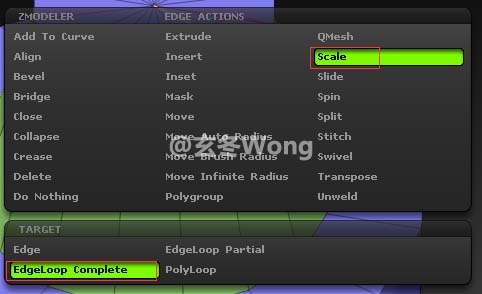 ZMODELER EDGE ACTIONS
Add To Curve Extrude QMesh
Align Insert Scale
Bevel Inset Slide
Bridge Mask Spin
Close Move Split
Collapse Move Auto Radius Stitch
Crease Move Brush Radius Swivel
Delete Move Infinite Radius Transpose
Do Nothing Polygroup Unweld
@玄冬Wong
TARGET
Edge EdgeLoop Partial
EdgeLoop Complete PolyLoop